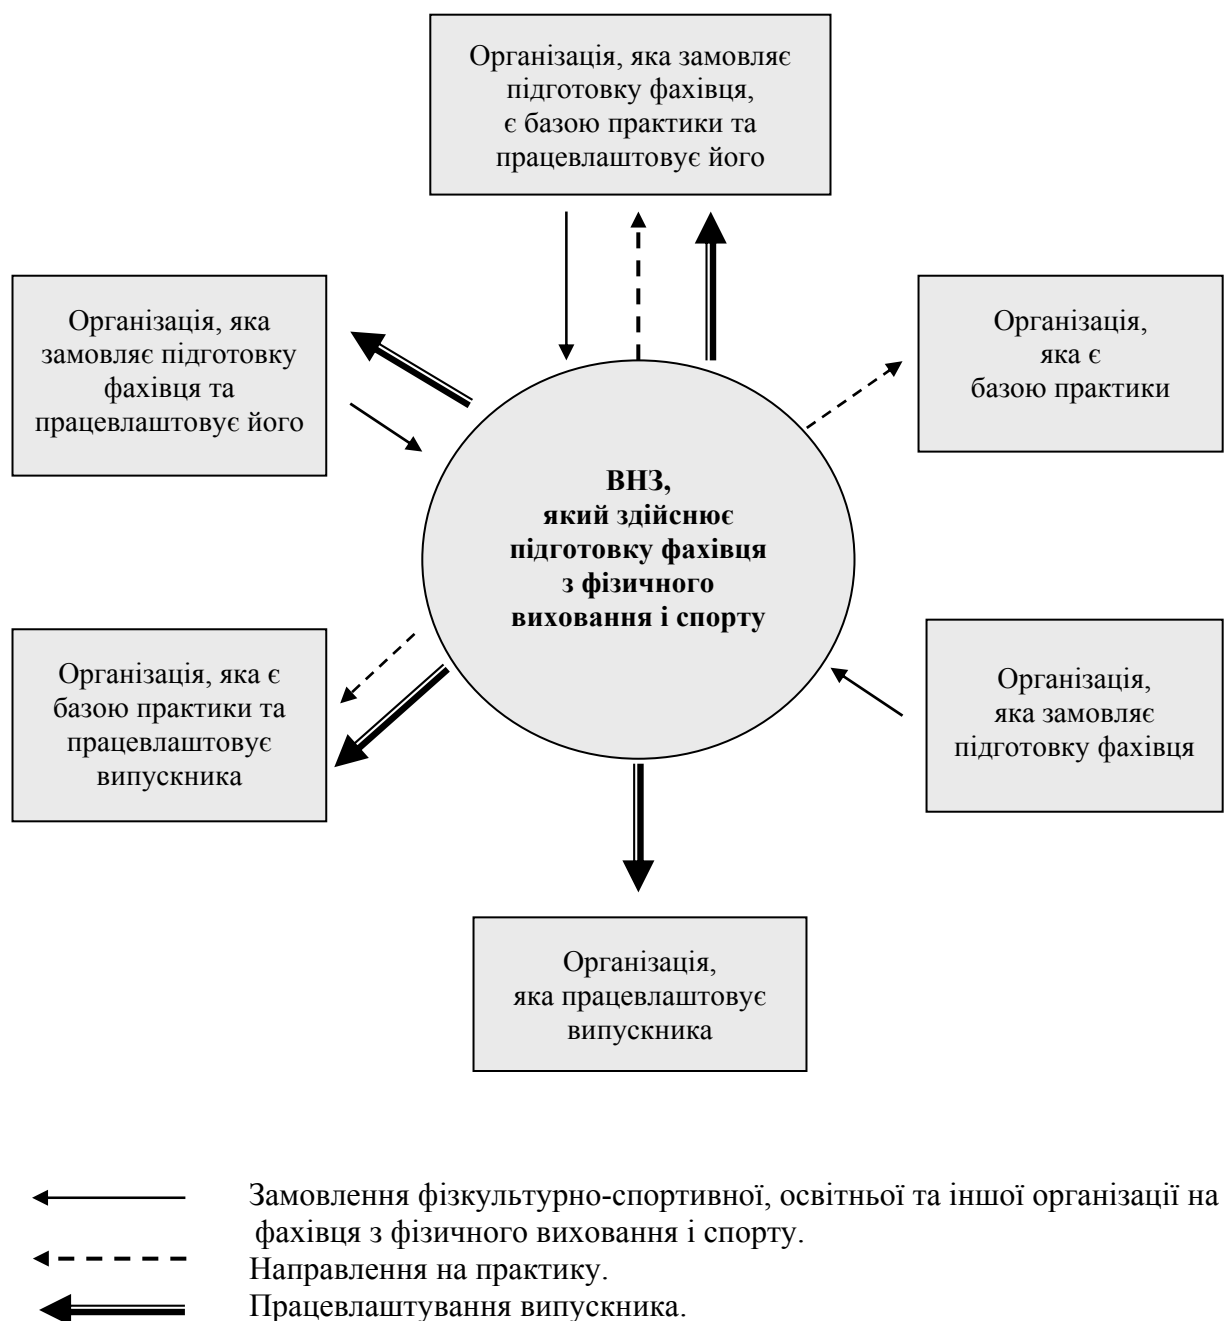 Організація, яка замовляє
підготовку фахівця,
є базою практики та
працевлаштовує його
Організація, яка
замовляє підготовку
фахівця та
працевлаштовує його
Організація,
яка є
базою практики
ВНЗ,
який здійснює
підготовку фахівця
з фізичного
виховання і спорту
Організація, яка є
базою практики та
працевлаштовує
випускника
Організація,
яка замовляє
підготовку фахівця
Організація,
яка працевлаштовує
випускника
Замовлення фізкультурно-спортивної, освітньої та іншої організації на
фахівця з фізичного виховання і спорту.
Направлення на практику.
Працевлаштування випускника.